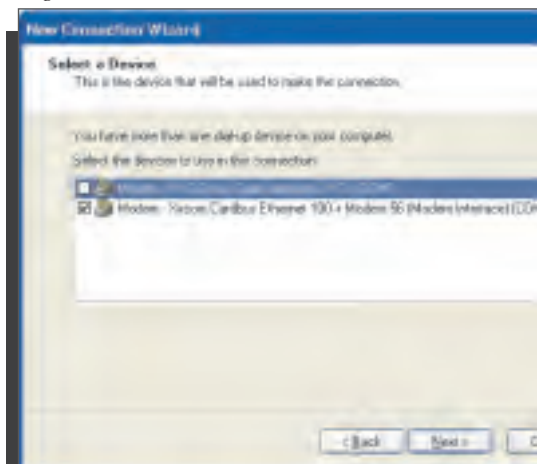 New Connection Wizard
Select a Device
This is the device that will be used to make the connection.
You have more than one dial-up device on your computer.
Select the devices to use in this connection:
Modem -
Modem - Xircom Cardbus Ethernet 100 + Modem 56 (Modem Interface) (COM
< Back
Next >
C